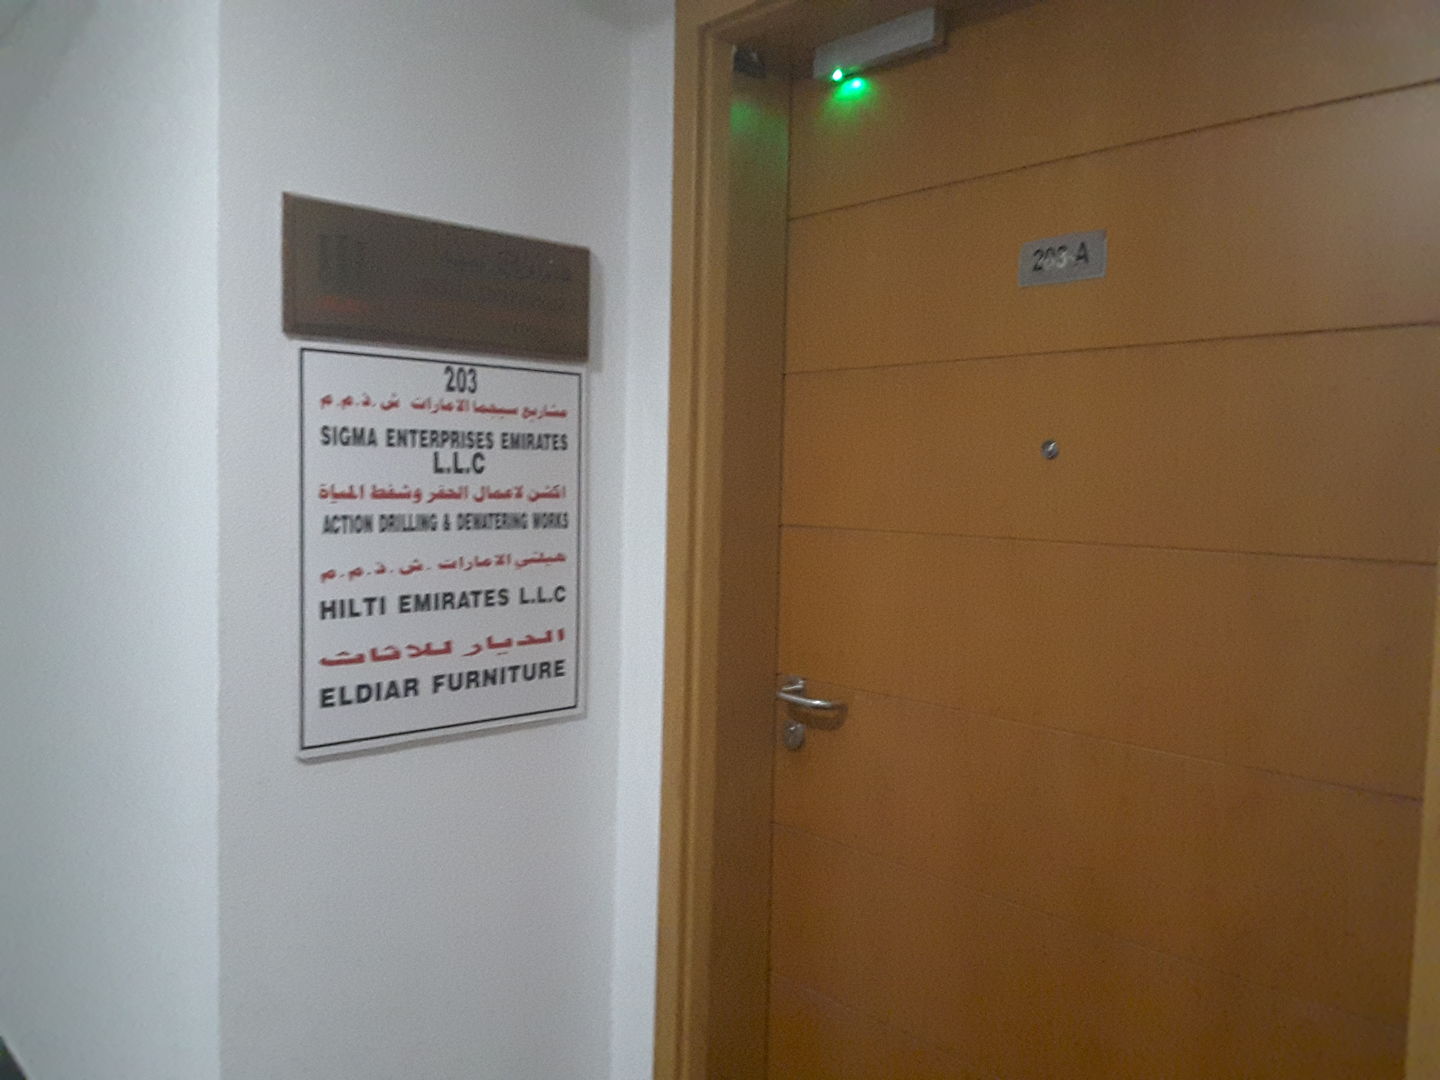 203
مشاريع سيجما الامارات ش.ذ.م.م
SIGMA ENTERPRISES EMIRATES
L.L.C
اكشن لاعمال الحفر وشفط المياة
ACTION DRILLING & DEWATERING WORKS
هيلتي الامارات . ش . ذ . م . م
HILTI EMIRATES L.L.C
الديار للاثاث
ELDIAR FURNITURE
203 A